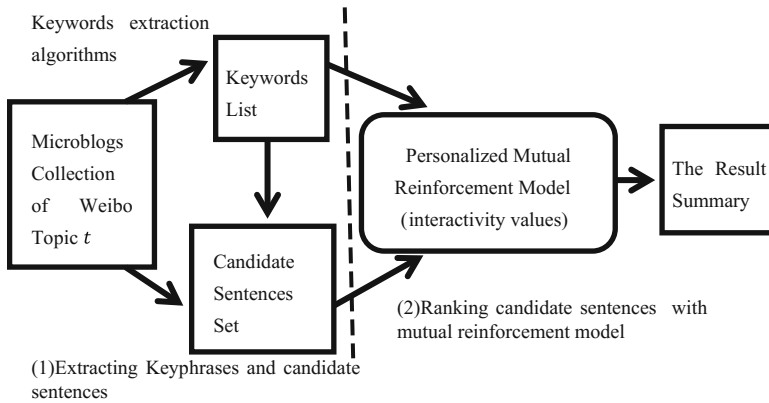 Keywords extraction
algorithms
Keywords
List
Microblogs
Collection
of Weibo
Topic t
Candidate
Sentences
Set
(1)Extracting Keyphrases and candidate
sentences
Personalized Mutual
Reinforcement Model
(interactivity values)
The Result
Summary
(2)Ranking candidate sentences with
mutual reinforcement model